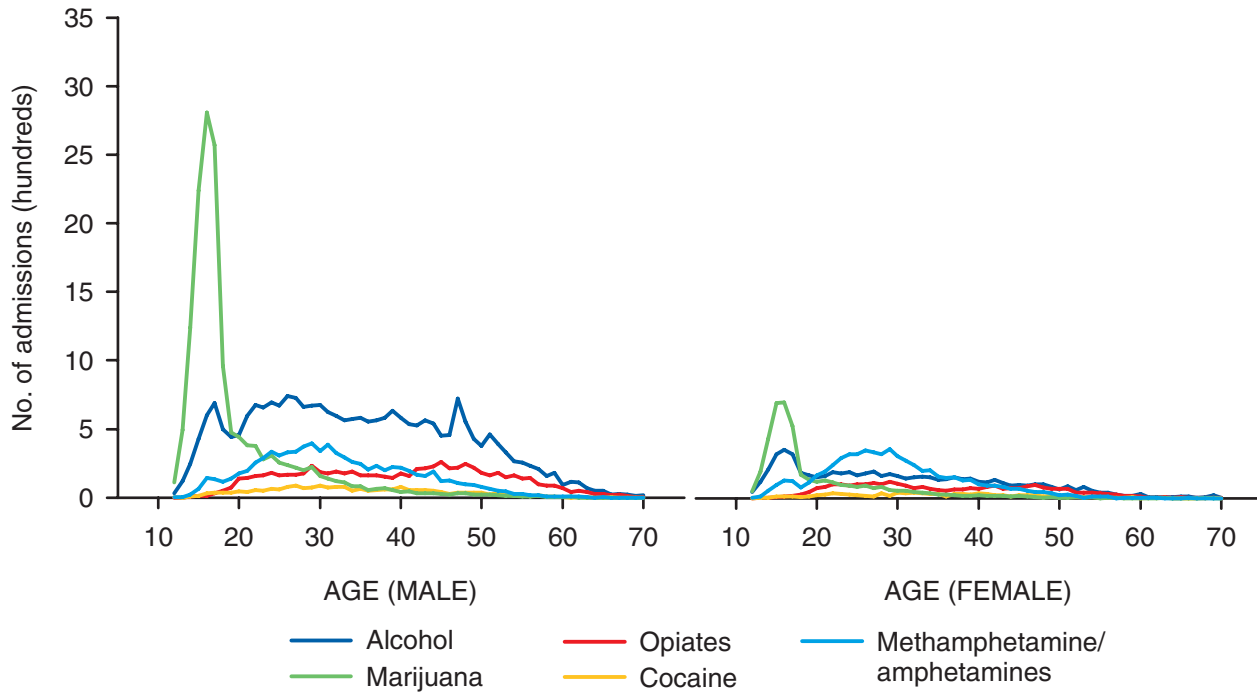 No. of admissions (hundreds)
35
30
25
20
15
10
5
0
10 20 30 40 50 60 70
10 20 30 40 50 60 70
AGE (MALE)
AGE (FEMALE)
Alcohol
Opiates
Methamphetamine/
amphetamines
Marijuana
Cocaine